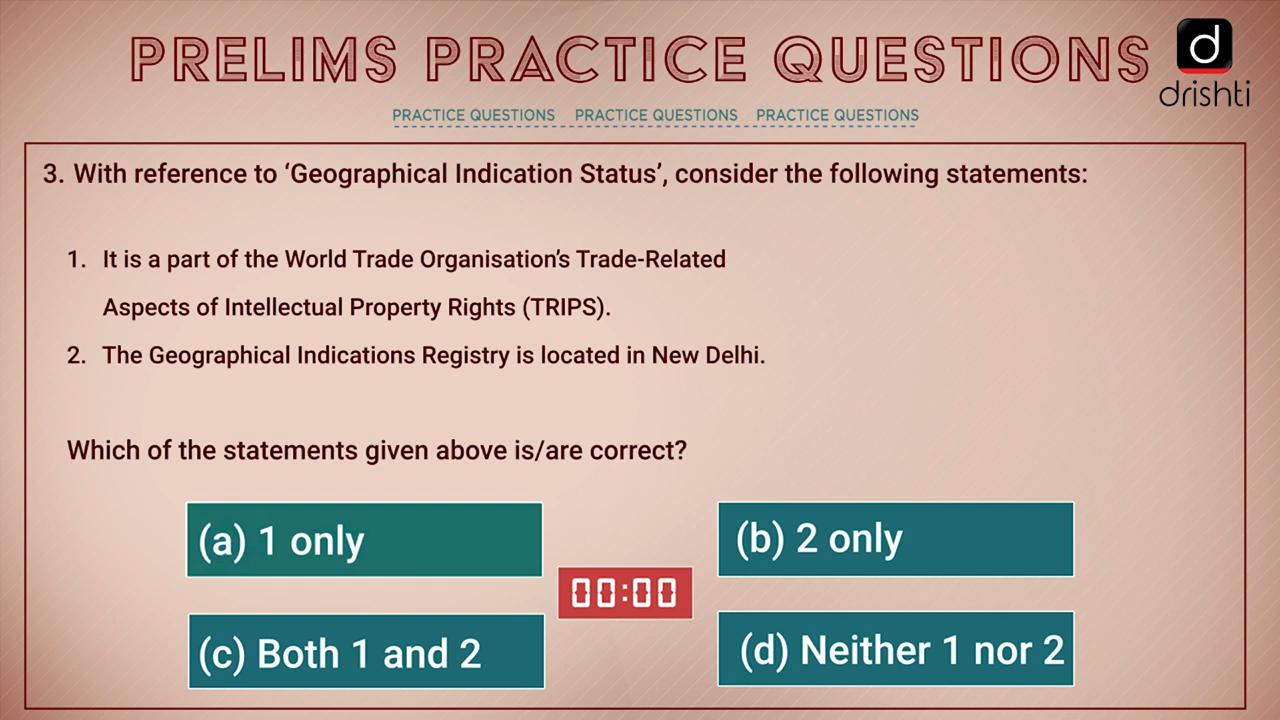 PRELIMS PRACTICE QUESTIONS
d
drishti
PRACTICE QUESTIONS PRACTICE QUESTIONS PRACTICE QUESTIONS
3. With reference to ‘Geographical Indication Status’, consider the following statements:
1. It is a part of the World Trade Organisation’s Trade-Related
Aspects of Intellectual Property Rights (TRIPS).
2. The Geographical Indications Registry is located in New Delhi.
Which of the statements given above is/are correct?
(a) 1 only
(b) 2 only
00:00
(c) Both 1 and 2
(d) Neither 1 nor 2